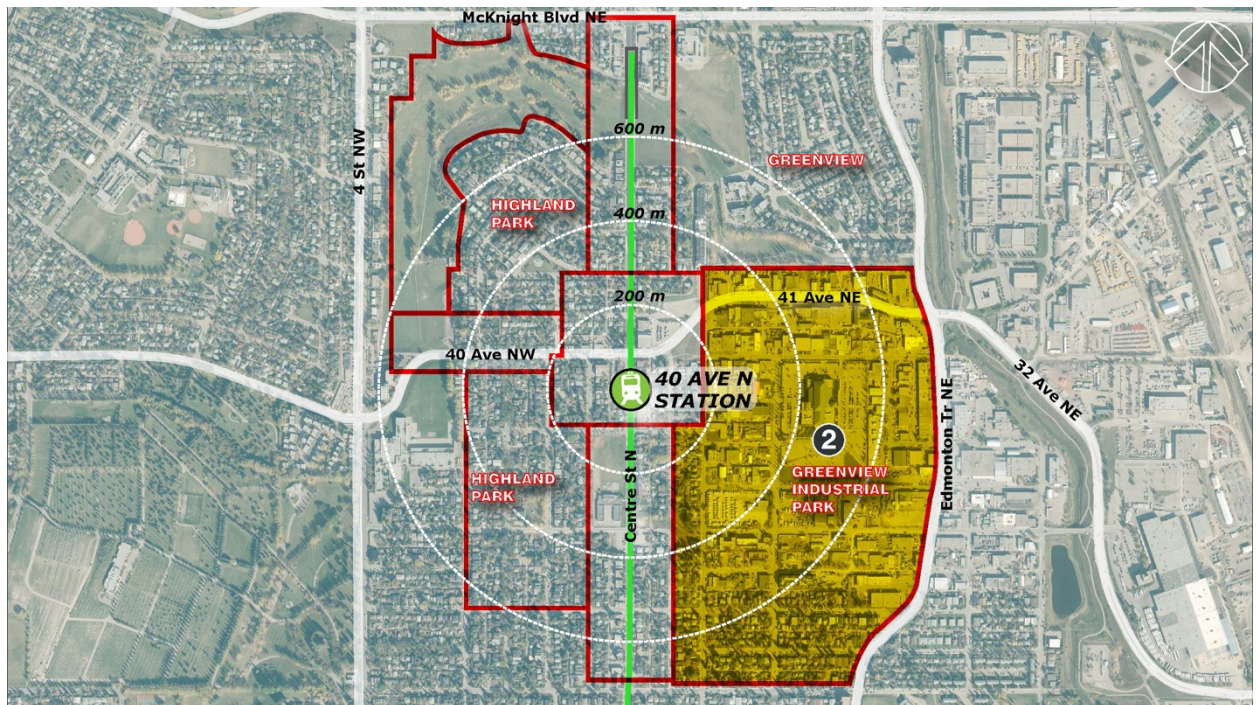 McKnight Blvd NE
4 St NW
600 m
GREENVIEW
HIGHLAND
PARK
400 m
200 m
41 Ave NE
40 Ave NW
40 AVE N
STATION
32 Ave NE
Edmonton Tr NE
2
GREENVIEW
INDUSTRIAL
PARK
HIGHLAND
PARK
Centre St N